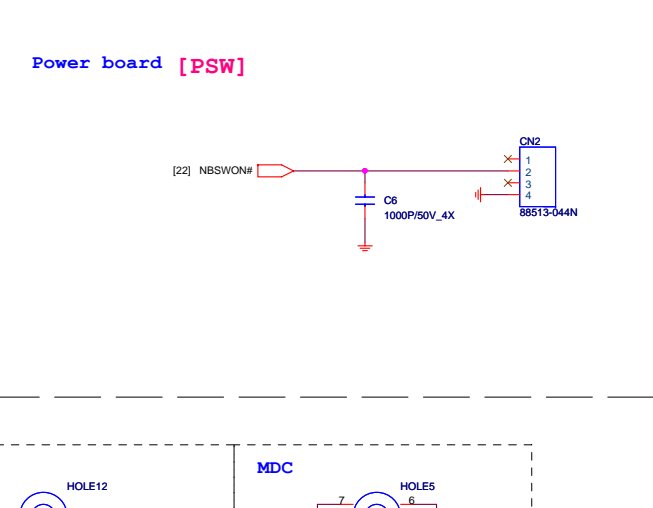 Power board [PSW]
CN2
[22] NBSWON#
1
2
3
4
C6
1000P/50V_4X
88513-044N
MDC
HOLE12
HOLE5
7
6